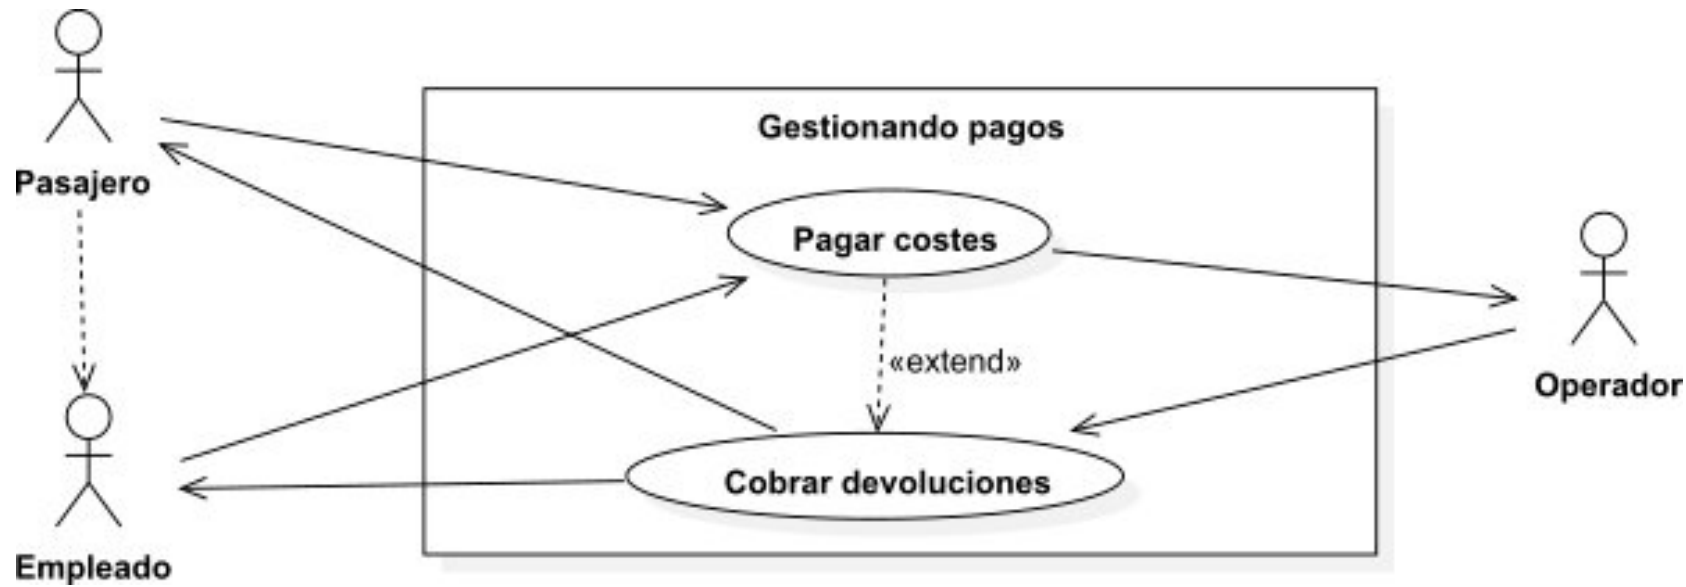 Gestionando pagos
Pasajero
Pagar costes
«extend»
Operador
Cobrar devoluciones
Empleado